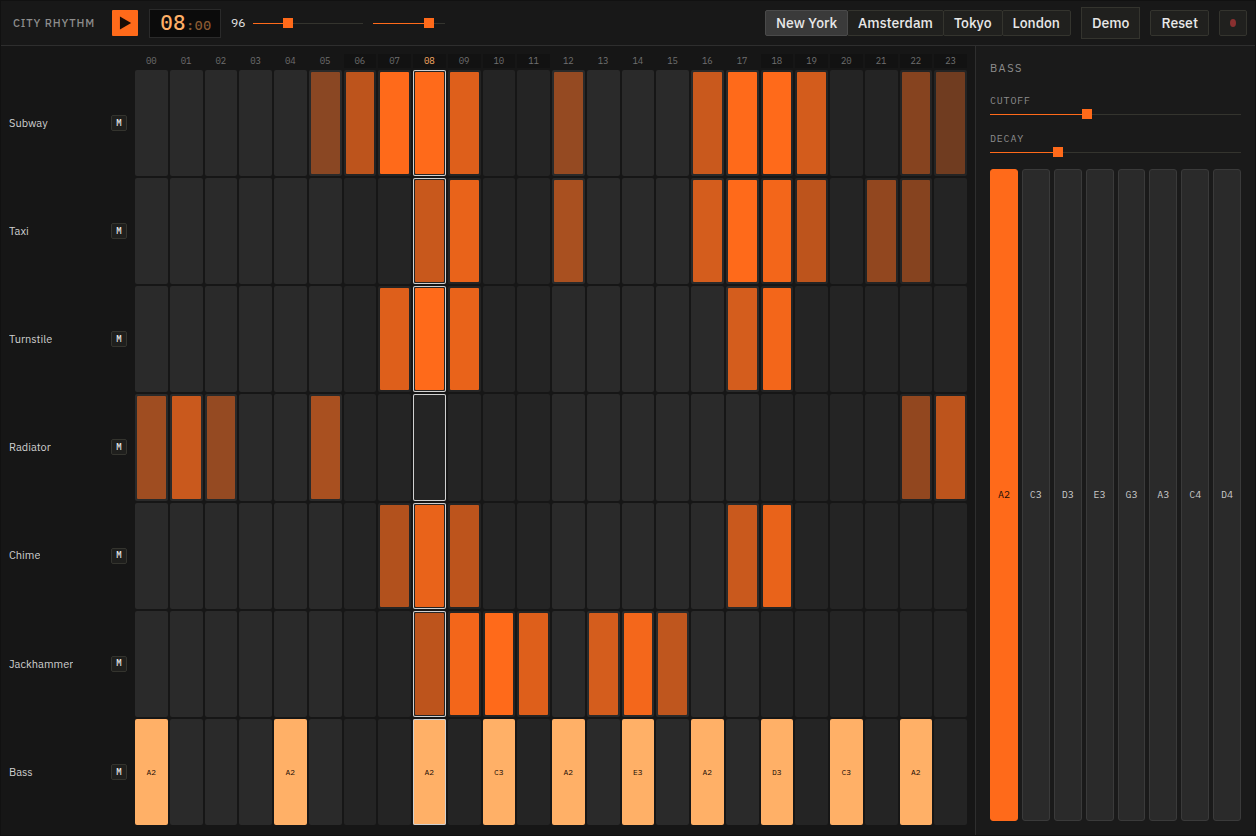 CITY RHYTHM 08:00 96 New York Amsterdam Tokyo London Demo Reset
00 01 02 03 04 05 06 07 08 09 10 11 12 13 14 15 16 17 18 19 20 21 22 23
BASS
CUTOFF
DECAY
Subway M
Taxi M
Turnstile M
Radiator M
A2 C3 D3 E3 G3 A3 C4 D4
Chime M
Jackhammer M
Bass M A2 A2 A2 C3 A2 E3 A2 D3 C3 A2